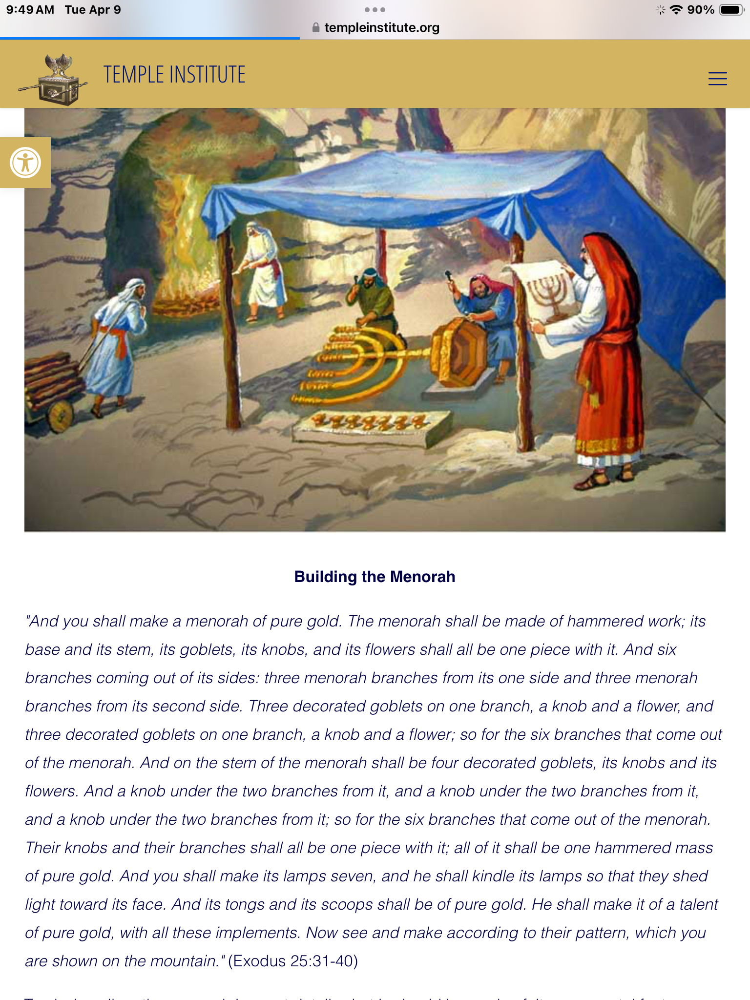 9:49 AM Tue Apr 9
90%
templeinstitute.org
TEMPLE INSTITUTE
Building the Menorah
"And you shall make a menorah of pure gold. The menorah shall be made of hammered work; its
base and its stem, its goblets, its knobs, and its flowers shall all be one piece with it. And six
branches coming out of its sides: three menorah branches from its one side and three menorah
branches from its second side. Three decorated goblets on one branch, a knob and a flower, and
three decorated goblets on one branch, a knob and a flower; so for the six branches that come out
of the menorah. And on the stem of the menorah shall be four decorated goblets, its knobs and its
flowers. And a knob under the two branches from it, and a knob under the two branches from it,
and a knob under the two branches from it; so for the six branches that come out of the menorah.
Their knobs and their branches shall all be one piece with it; all of it shall be one hammered mass
of pure gold. And you shall make its lamps seven, and he shall kindle its lamps so that they shed
light toward its face. And its tongs and its scoops shall be of pure gold. He shall make it of a talent
of pure gold, with all these implements. Now see and make according to their pattern, which you
are shown on the mountain." (Exodus 25:31-40)